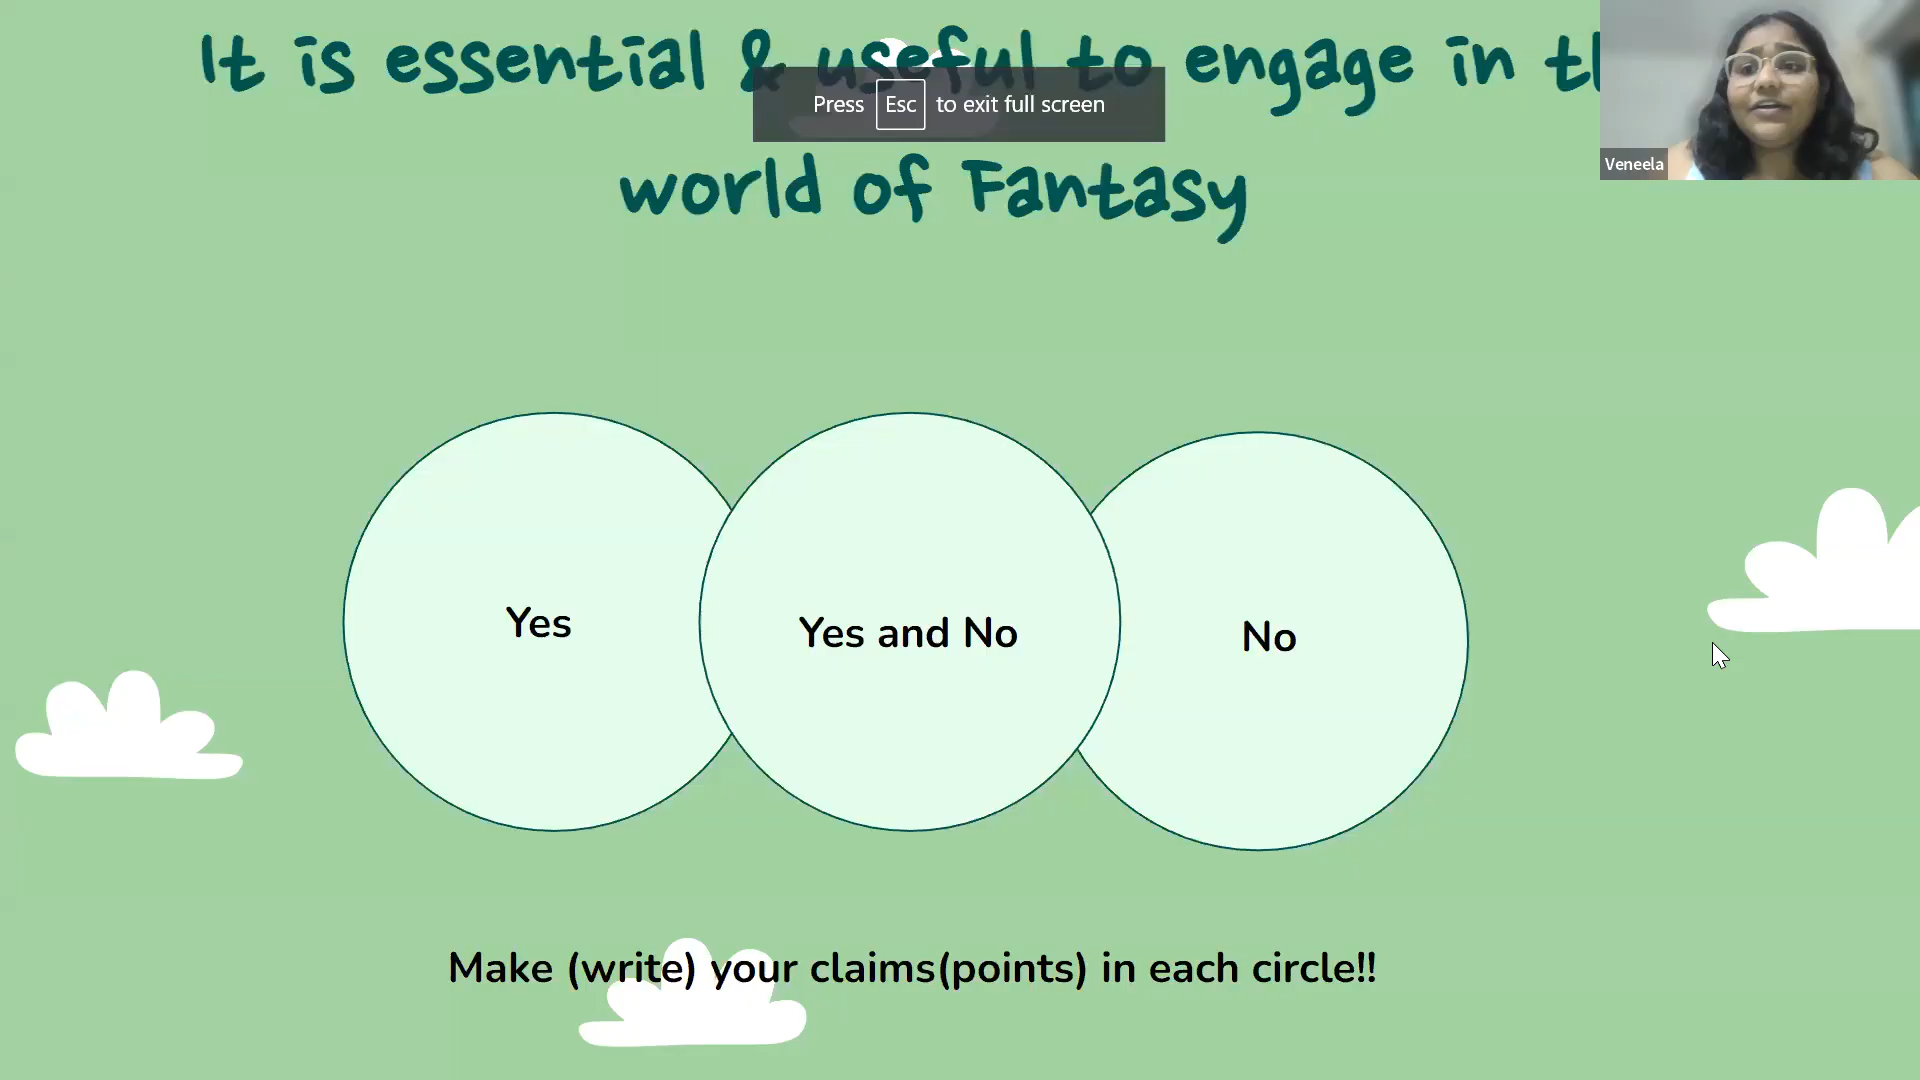 It is essential & useful to engage in
world of Fantasy
Press Esc to exit full screen
Veneela
Yes
Yes and No
No
Make (write) your claims(points) in each circle!!